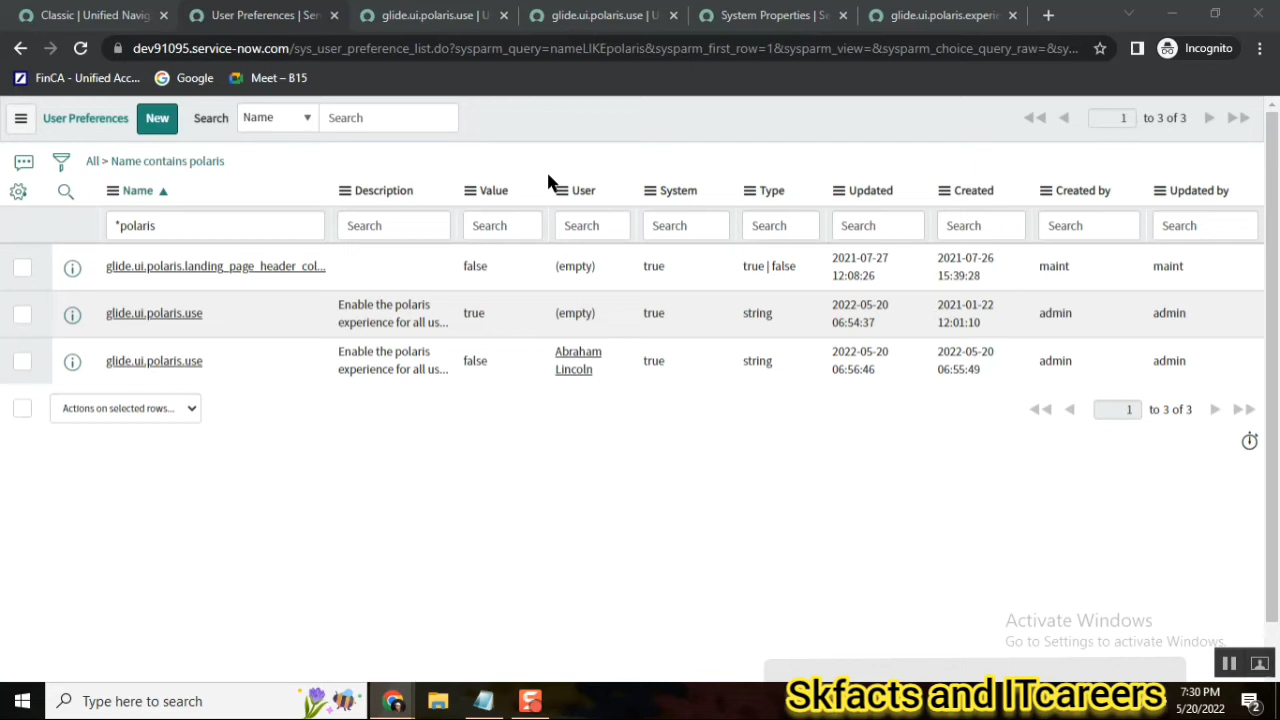 Classic | Unified Navig
User Preferences | Ser
glide.ui.polaris.use | U
glide.ui.polaris.use | U
System Properties | Se
glide.ui.polaris.experie
dev91095.service-now.com/sys_user_preference_list.do?sysparm_query=nameLIKEpolaris&sysparm_first_row=1&sysparm_view=&sysparm_choice_query_raw=&sy...
Incognito
FinCA - Unified Acc...
Google
Meet – B15
User Preferences
New
Search
Name
Search
1 to 3 of 3
All > Name contains polaris
Name Description Value User System Type Updated Created Created by Updated by
*polaris Search Search Search Search Search Search Search Search Search
glide.ui.polaris.landing_page_header_col... false (empty) true true | false 2021-07-27 12:08:26 2021-07-26 15:39:28 maint maint
glide.ui.polaris.use Enable the polaris experience for all us... true (empty) true string 2022-05-20 06:54:37 2021-01-22 12:01:10 admin admin
glide.ui.polaris.use Enable the polaris experience for all us... false Abraham Lincoln true string 2022-05-20 06:56:46 2022-05-20 06:55:49 admin admin
Actions on selected rows...
1 to 3 of 3
Activate Windows
Go to Settings to activate Windows.
Type here to search
Skfacts and ITcareers
7:30 PM
5/20/2022
2